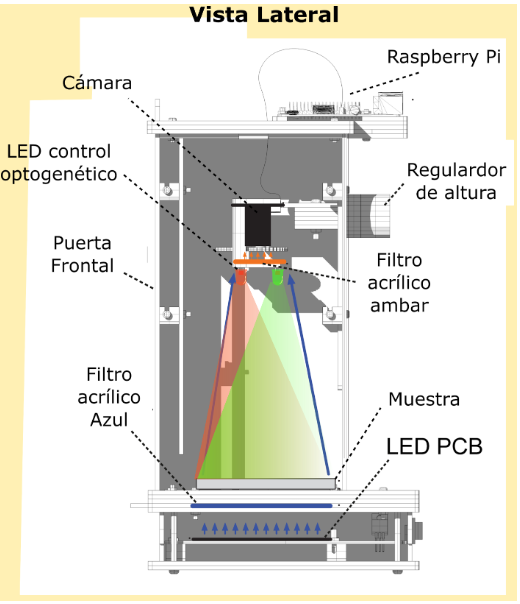 Vista Lateral
Raspberry Pi
Cámara
LED control
optogenético
Regulardor
de altura
Puerta
Frontal
Filtro
acrílico
ambar
Filtro
acrílico
Azul
Muestra
LED PCB